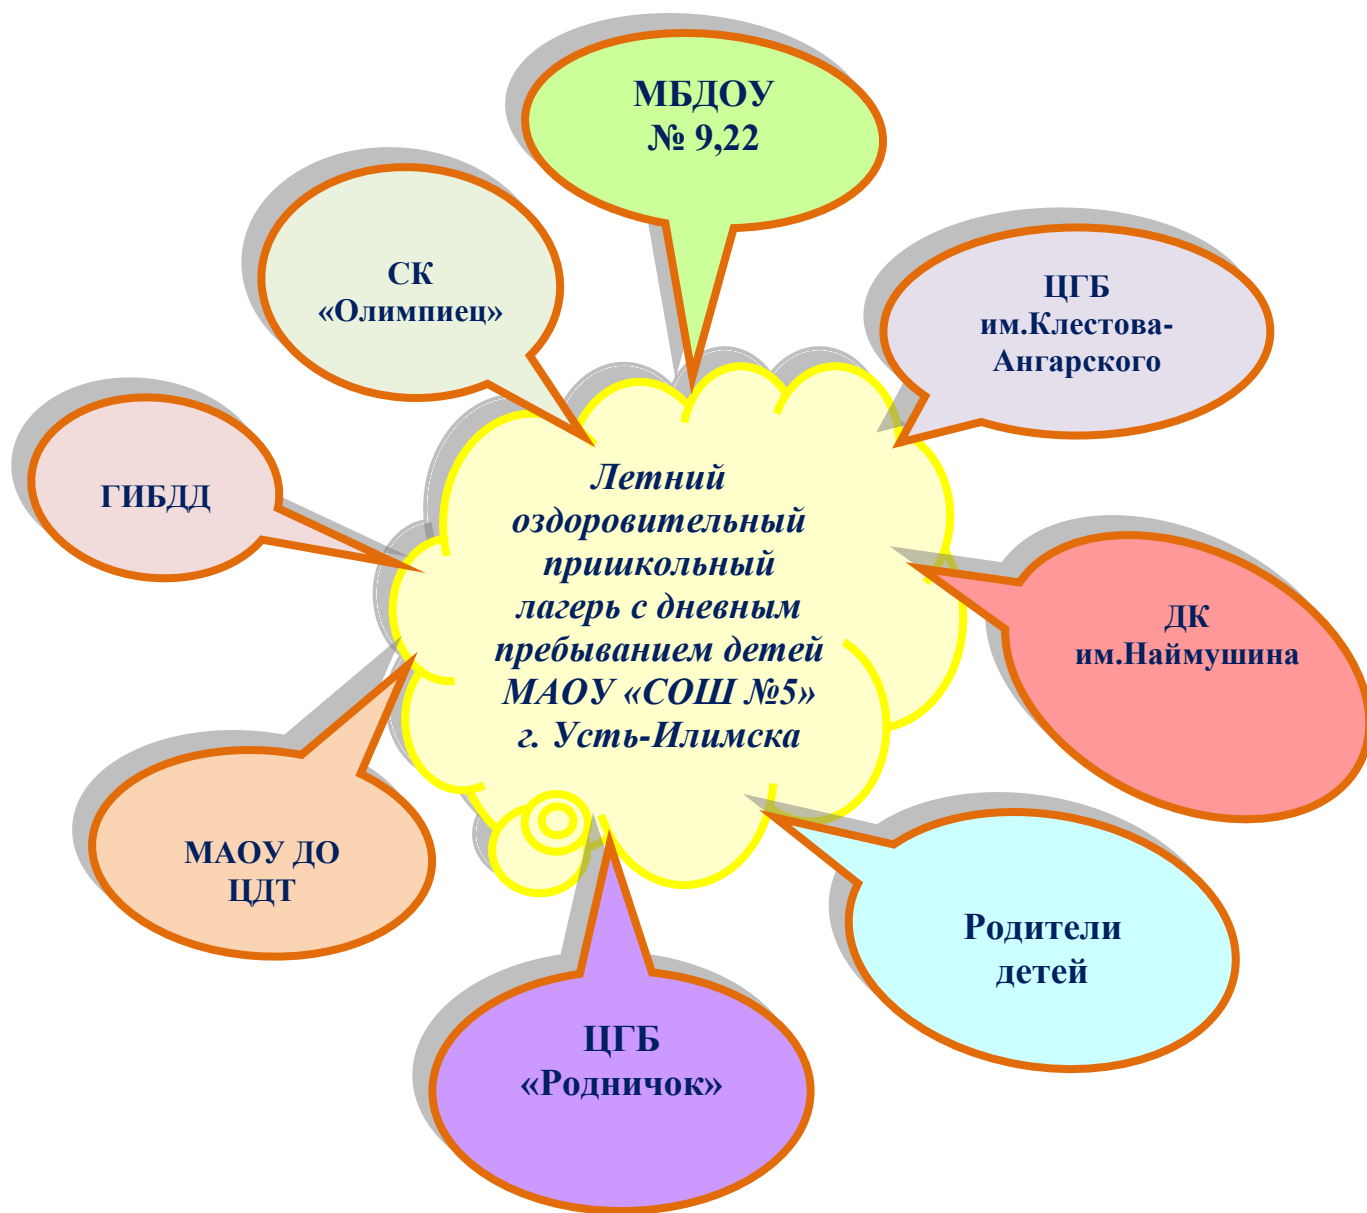 МБДОУ
№ 9,22
СК
«Олимпиец»
ЦГБ
им.Клестова-
Ангарского
ГИБДД
Летний
оздоровительный
пришкольный
лагерь с дневным
пребыванием детей
МАОУ «СОШ №5»
г. Усть-Илимска
ДК
им.Наймушина
МАОУ ДО
ЦДТ
Родители
детей
ЦГБ
«Родничок»